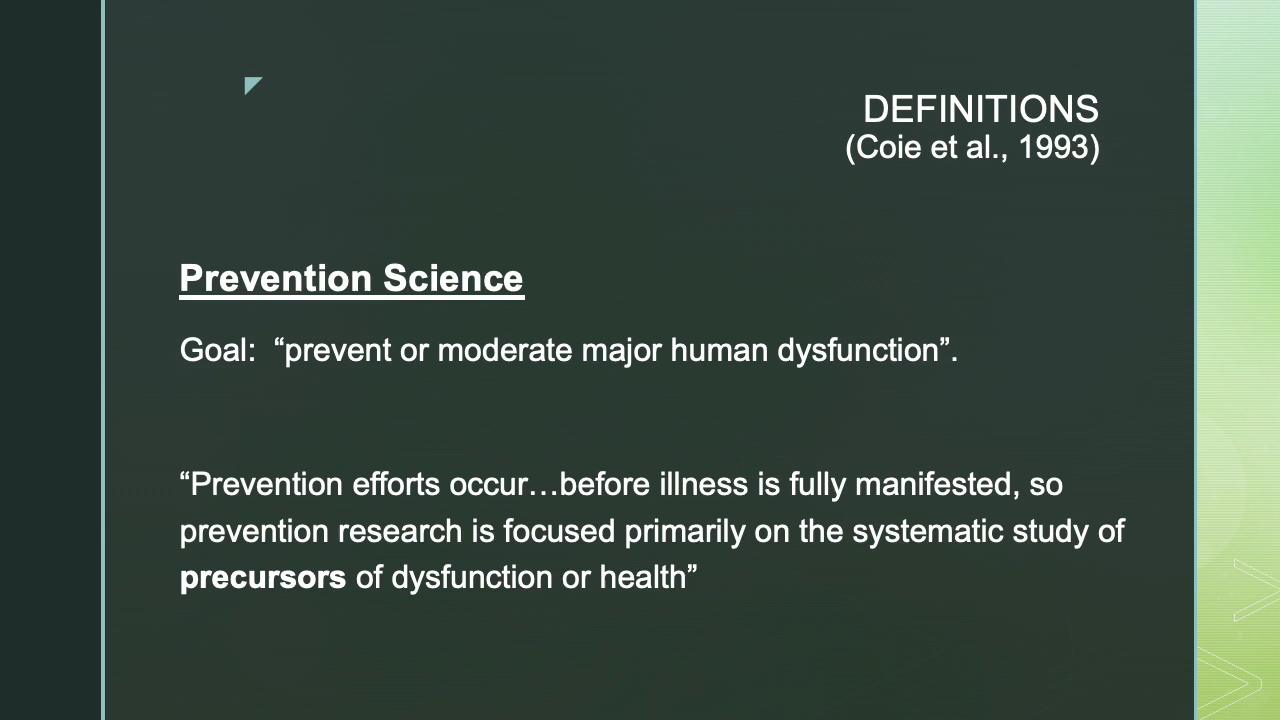 DEFINITIONS
(Coie et al., 1993)
Prevention Science
Goal:  “prevent or moderate major human dysfunction”.
“Prevention efforts occur…before illness is fully manifested, so
prevention research is focused primarily on the systematic study of
precursors of dysfunction or health”